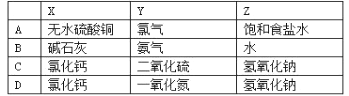 X Y Z
A 无水硫酸铜 氯气 饱和食盐水
B 碱石灰 氨气 水
C 氯化钙 二氧化硫 氢氧化钠
D 氯化钙 一氧化氮 氢氧化钠